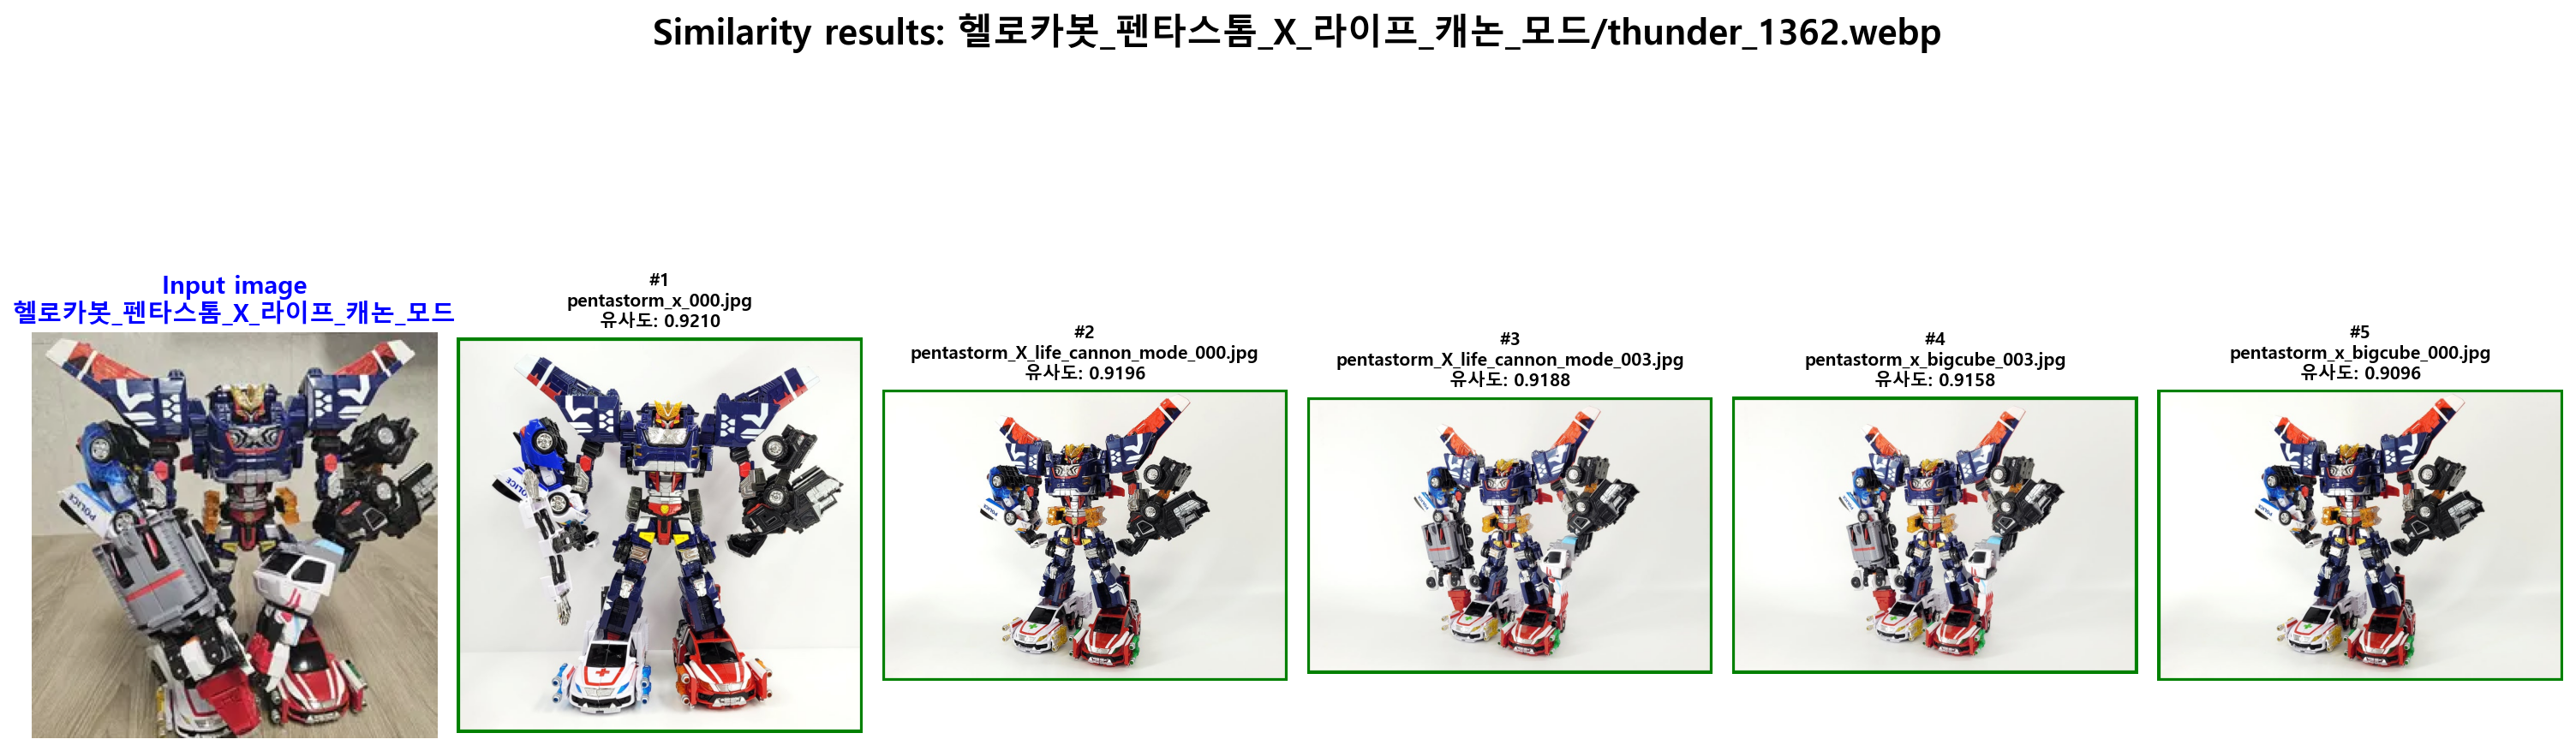 Similarity results: 헬로카봇_펜타스톰_X_라이프_캐논_모드/thunder_1362.webp
Input image
헬로카봇_펜타스톰_X_라이프_캐논_모드
POLICE
#1
pentastorm_x_000.jpg
유사도: 0.9210
POLICE
#2
pentastorm_X_life_cannon_mode_000.jpg
유사도: 0.9196
POLICE
#3
pentastorm_X_life_cannon_mode_003.jpg
유사도: 0.9188
#4
pentastorm_x_bigcube_003.jpg
유사도: 0.9158
#5
pentastorm_x_bigcube_000.jpg
유사도: 0.9096
POLICE